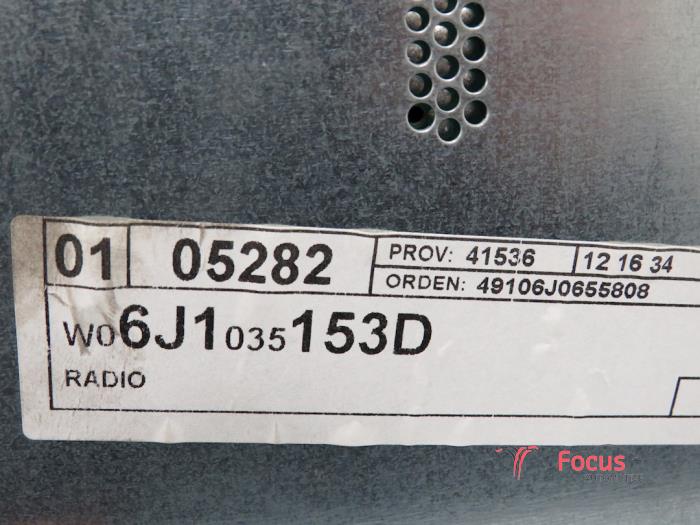 01 05282 PROV: 41536 12 16 34
ORDEN: 49106J0655808
W06J1035153D
RADIO
Focus